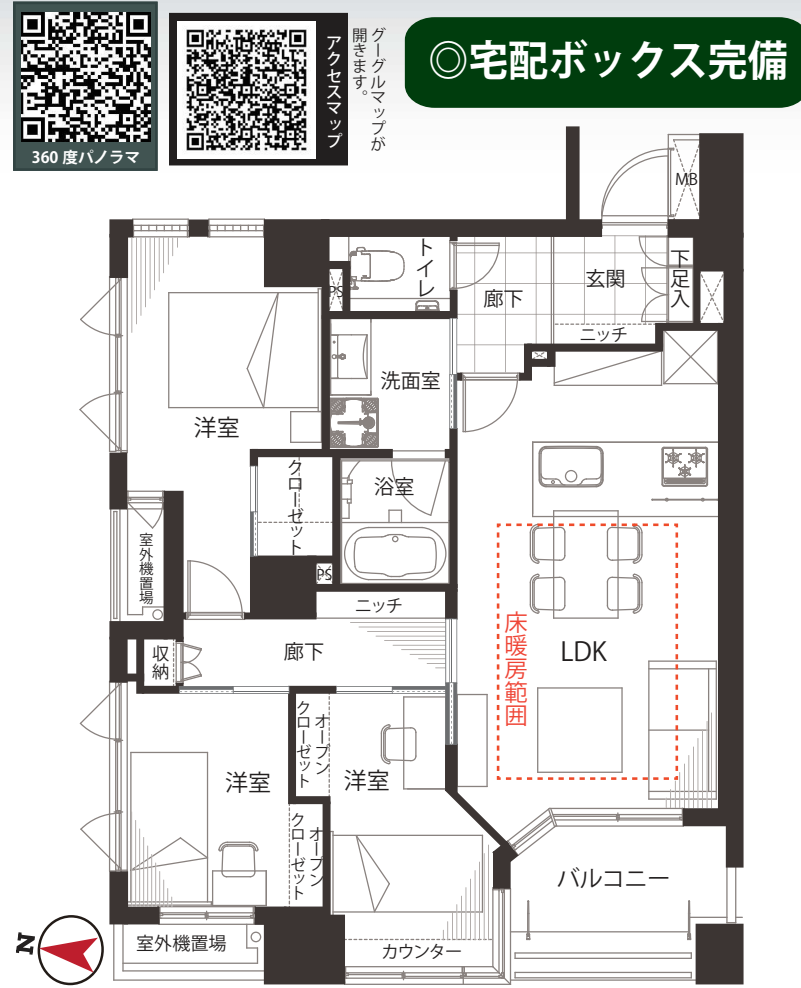 360度パノラマ
アクセスマップ
グーグルマップが
開きます。
◎宅配ボックス完備
MB
トイレ
PS
廊下
玄関
下足入
ニッチ
洗面室
洋室
クローゼット
浴室
室外機置場
PS
ニッチ
収納
廊下
床暖房範囲
LDK
オープン
クローゼット
洋室
洋室
オープン
クローゼット
バルコニー
カウンター
室外機置場
N